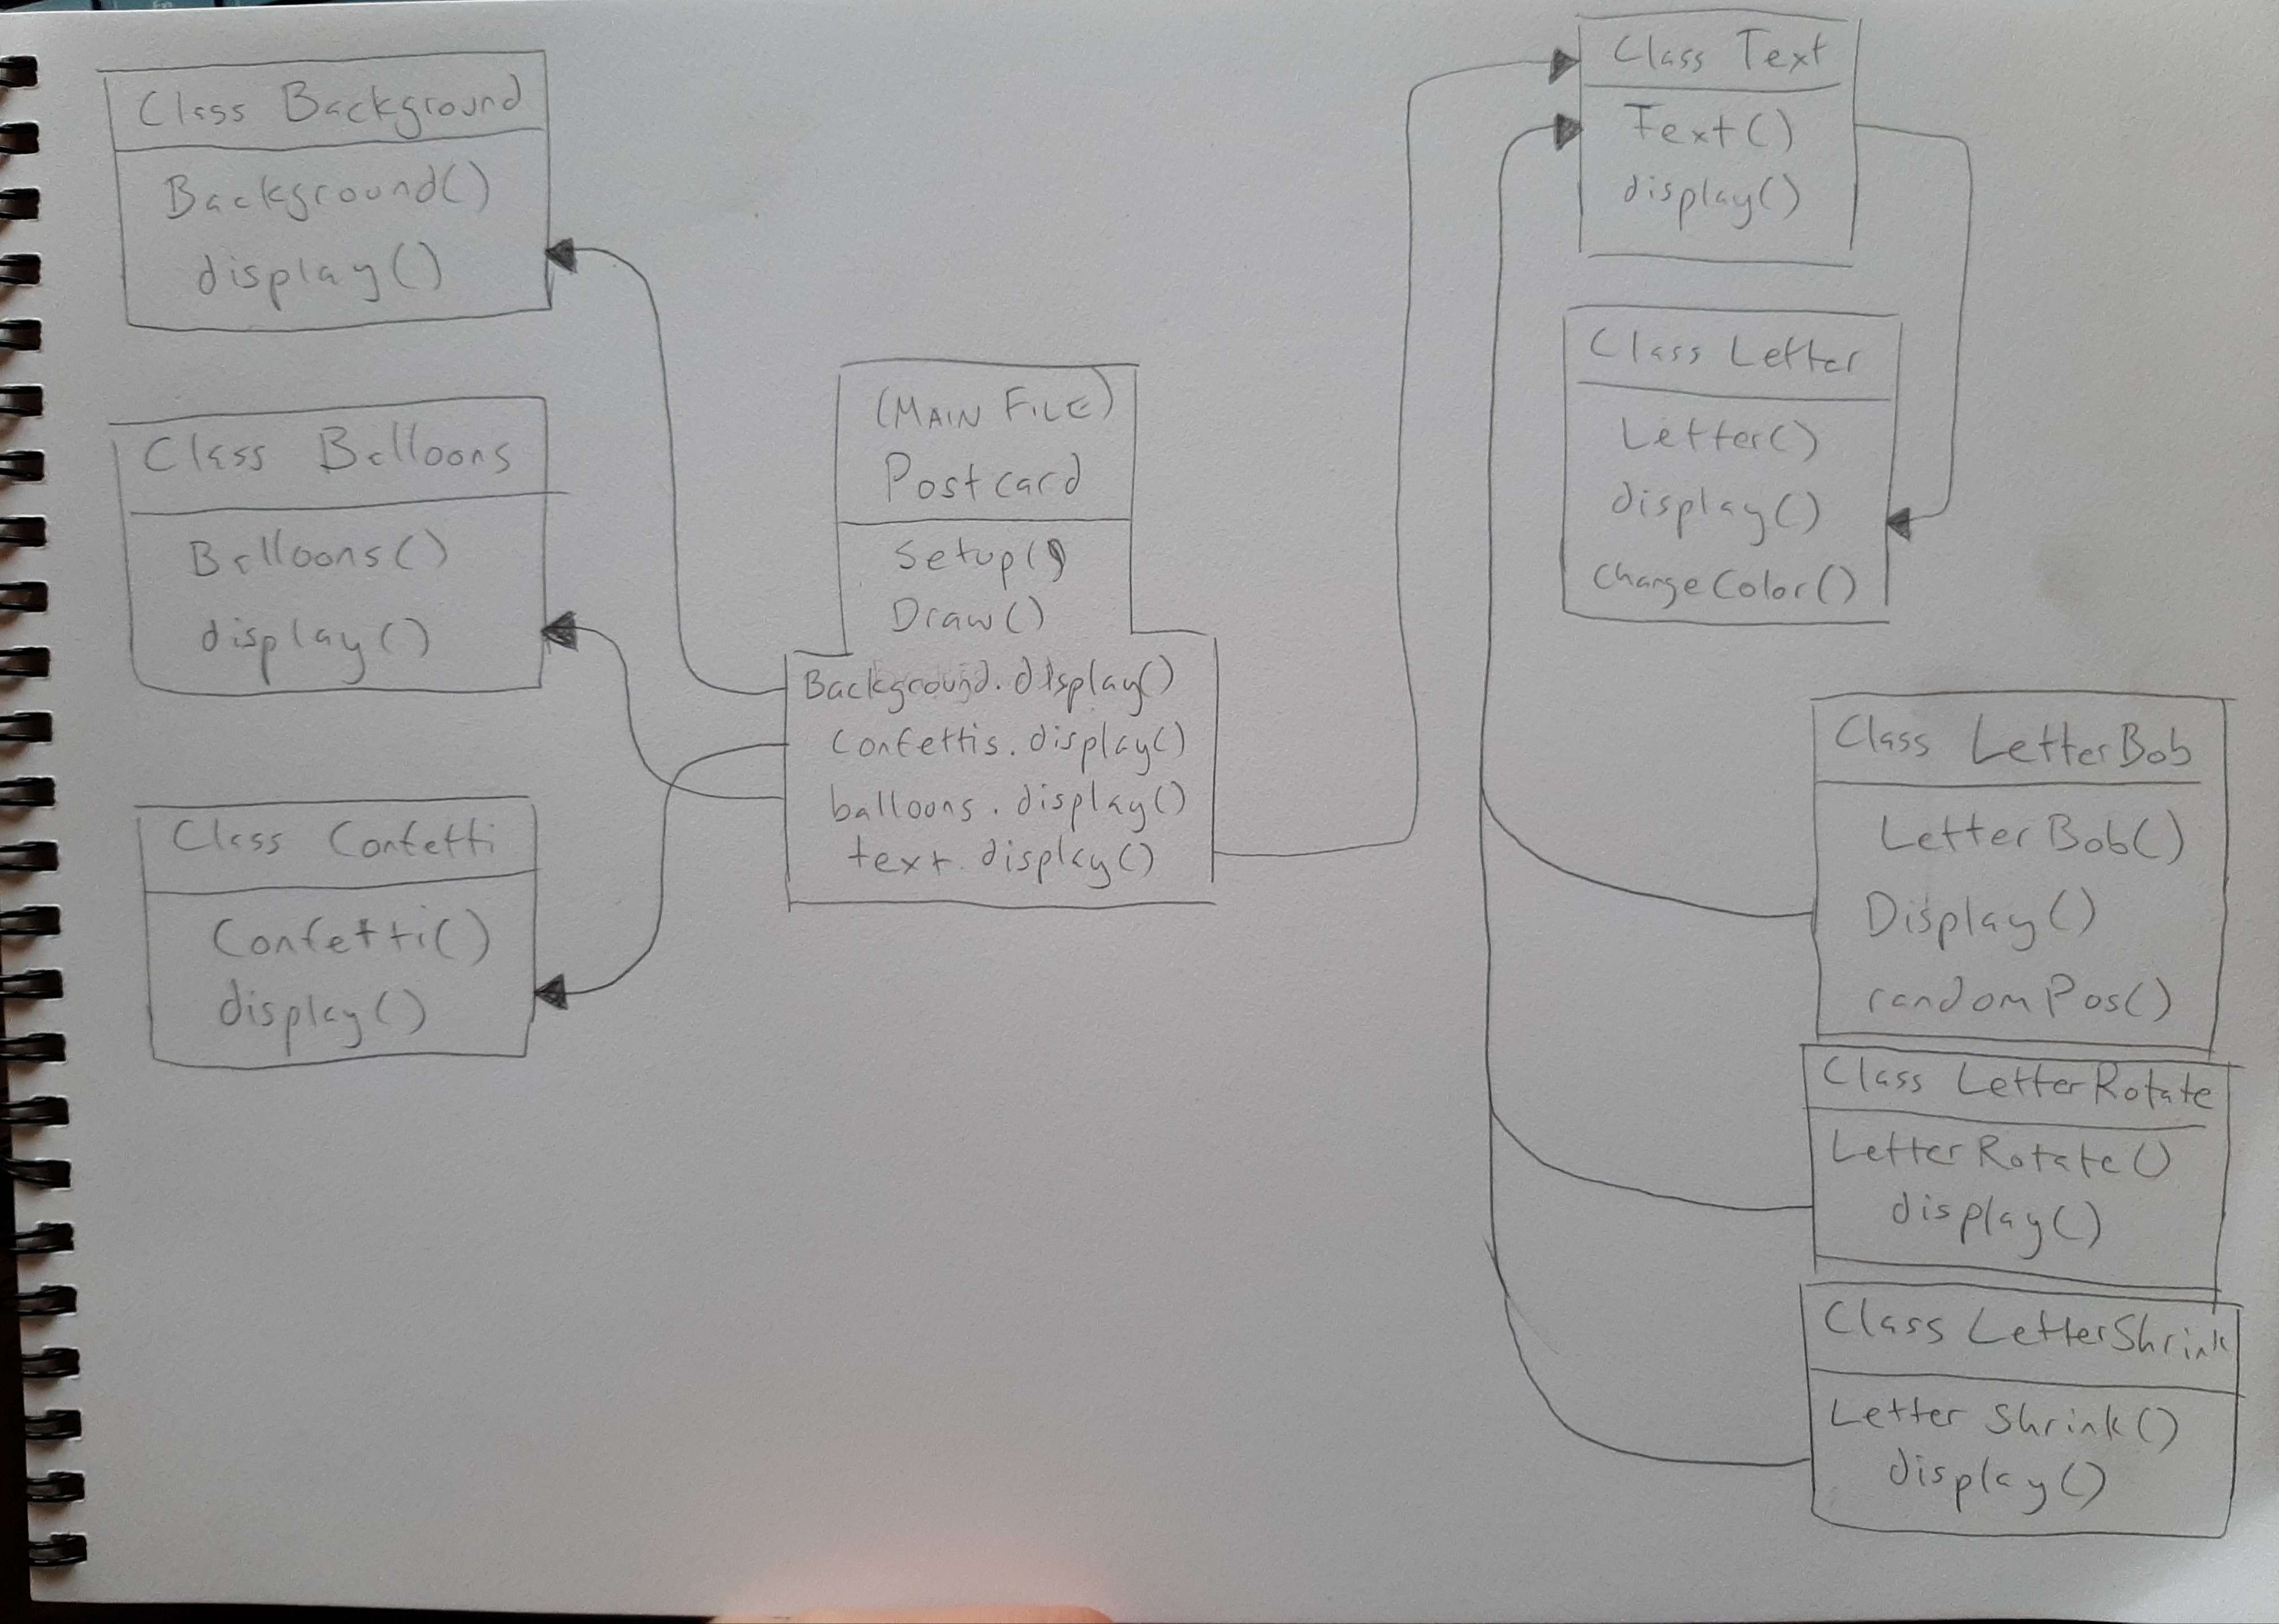 Class Background
Background()
display()
Class Balloons
Balloons()
display()
Class Confetti
Confetti()
display()
(MAIN FILE)
Postcard
Setup()
Draw()
Background.display()
Confettis.display()
balloons.display()
text.display()
Class Text
Text()
display()
Class Letter
Letter()
display()
changeColor()
Class LetterBob
LetterBob()
Display()
randomPos()
Class LetterRotate
LetterRotate()
display()
Class LetterShrink
Letter Shrink()
display()